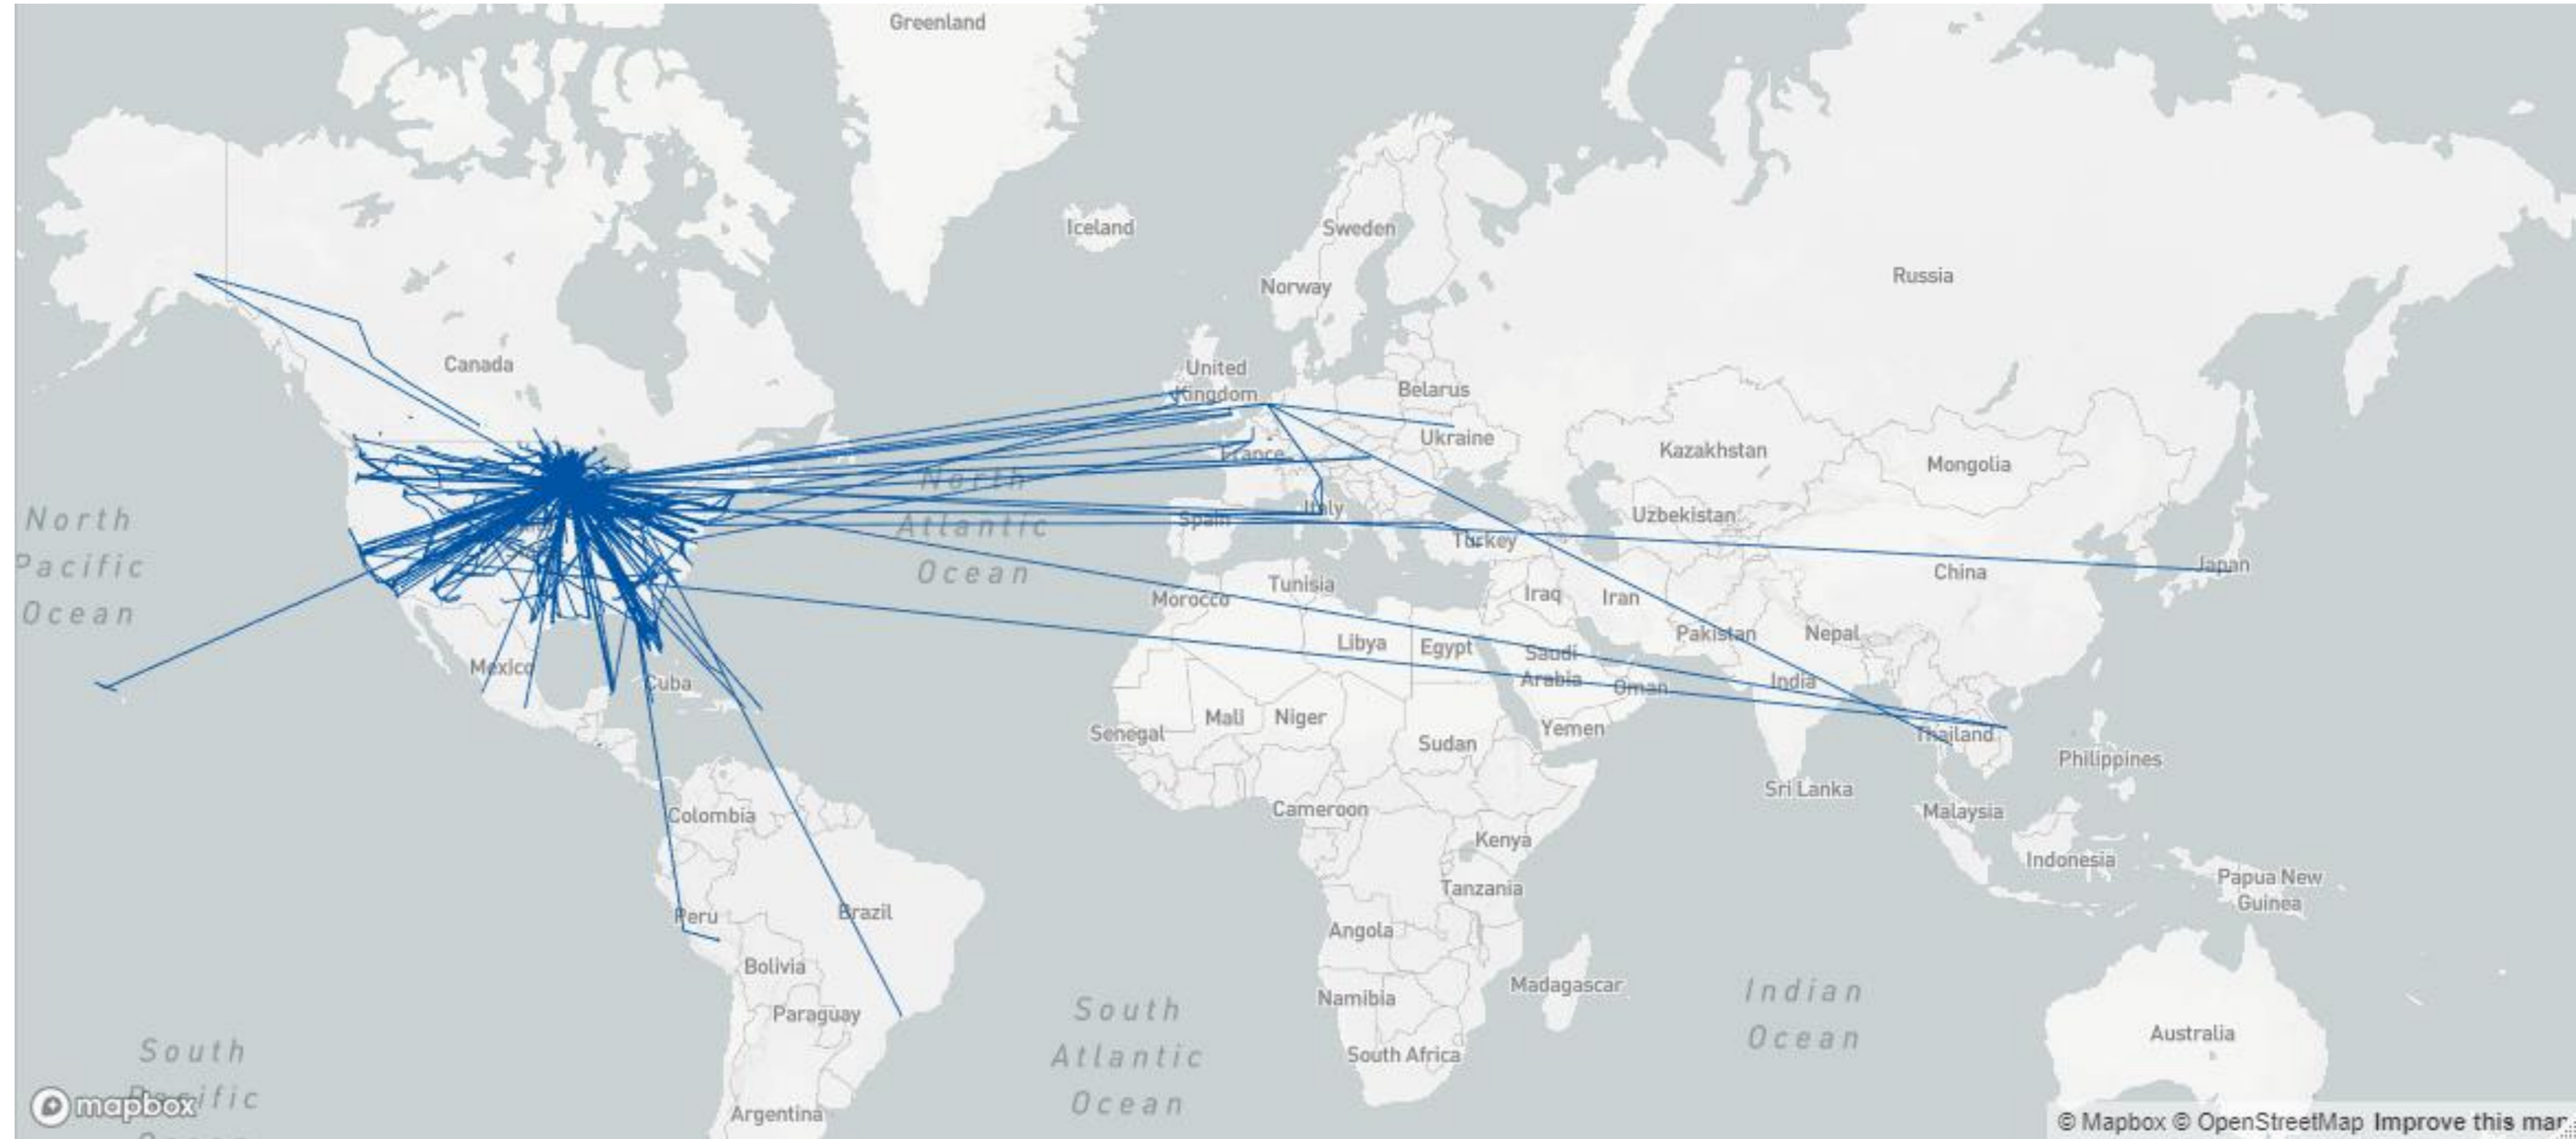 Greenland
Iceland
Sweden
Norway
Russia
Canada
United
Kingdom
Belarus
Ukraine
France
Kazakhstan
Mongolia
North
Atlantic
Ocean
North
Pacific
Ocean
Spain
Italy
Turkey
Uzbekistan
China
Japan
Morocco
Tunisia
Iraq
Iran
Pakistan
Nepal
Libya
Egypt
Saudi
Arabia
Oman
India
Mexico
Cuba
Mali
Niger
Senegal
Sudan
Yemen
Thailand
Philippines
Sri Lanka
Malaysia
Colombia
Cameroon
Kenya
Indonesia
Tanzania
Papua New
Guinea
Peru
Brazil
Angola
Bolivia
Namibia
Madagascar
Paraguay
South
Atlantic
Ocean
Indian
Ocean
South Africa
Australia
South
Pacific
Ocean
Argentina
mapbox
© Mapbox © OpenStreetMap Improve this map